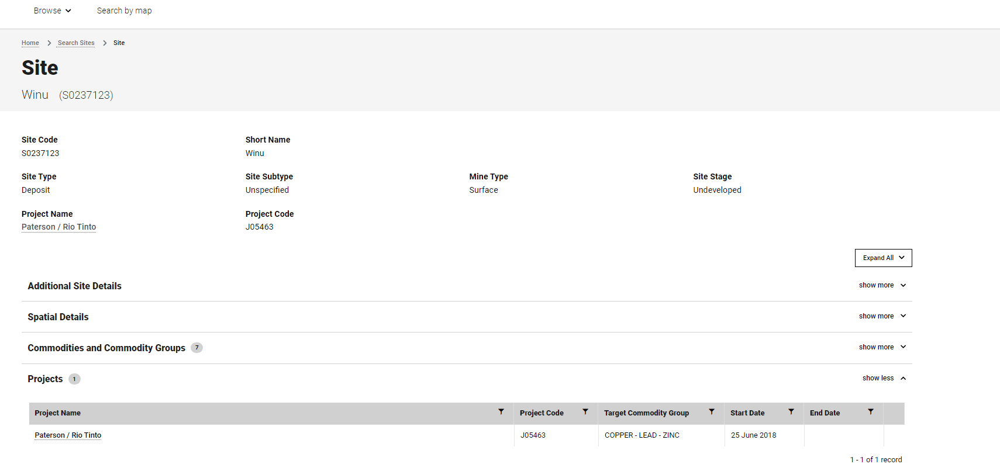 Browse Search by map
Home Search Sites Site
Site
Winu (S0237123)
Site Code Short Name
S0237123 Winu
Site Type Site Subtype Mine Type Site Stage
Deposit Unspecified Surface Undeveloped
Project Name Project Code
Paterson / Rio Tinto J05463
Expand All
Additional Site Details show more
Spatial Details show more
Commodities and Commodity Groups 7 show more
Projects 1 show less
Project Name Project Code Target Commodity Group Start Date End Date
Paterson / Rio Tinto J05463 COPPER - LEAD - ZINC 25 June 2018
1 - 1 of 1 record